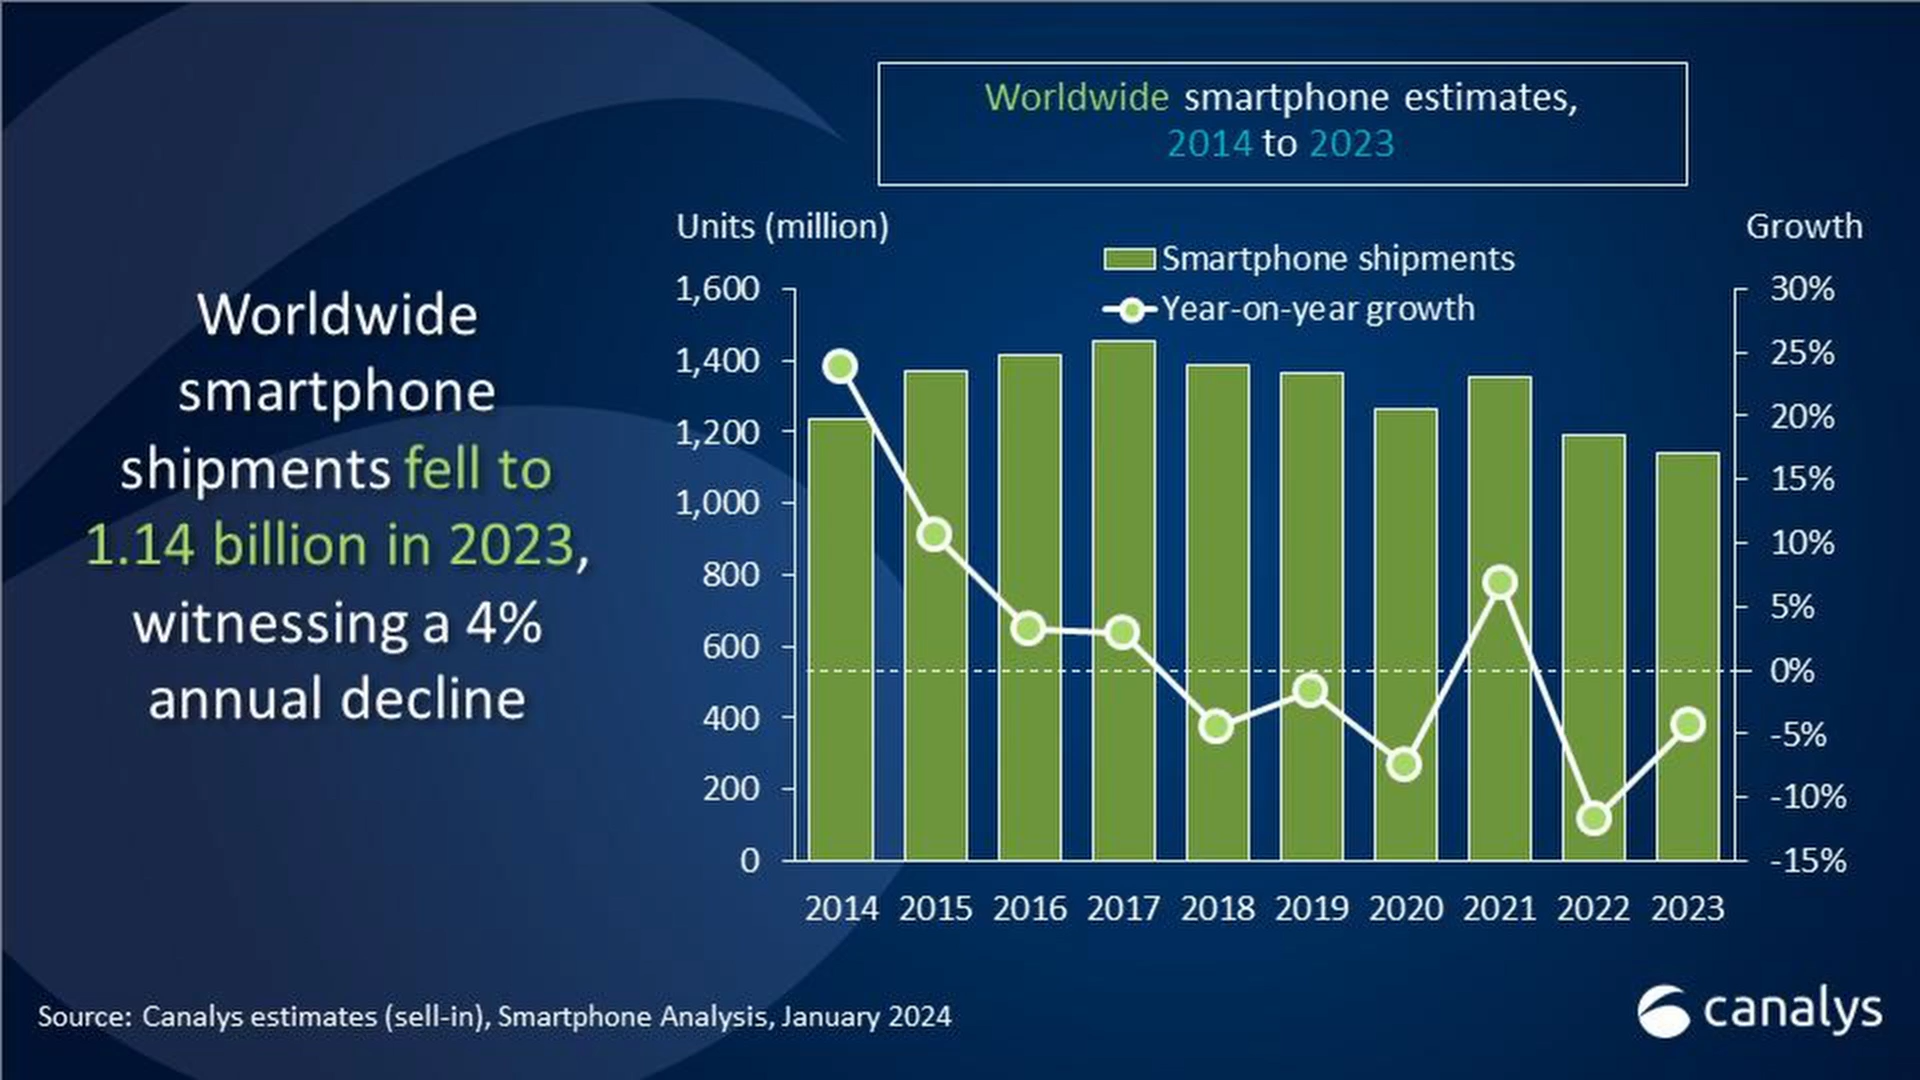 Worldwide smartphone estimates,
2014 to 2023
Worldwide
smartphone
shipments fell to
1.14 billion in 2023,
witnessing a 4%
annual decline
Units (million)
Growth
Smartphone shipments
Year-on-year growth
1,600
1,400
1,200
1,000
800
600
400
200
0
30%
25%
20%
15%
10%
5%
0%
-5%
-10%
-15%
2014 2015 2016 2017 2018 2019 2020 2021 2022 2023
Source: Canalys estimates (sell-in), Smartphone Analysis, January 2024
canalys